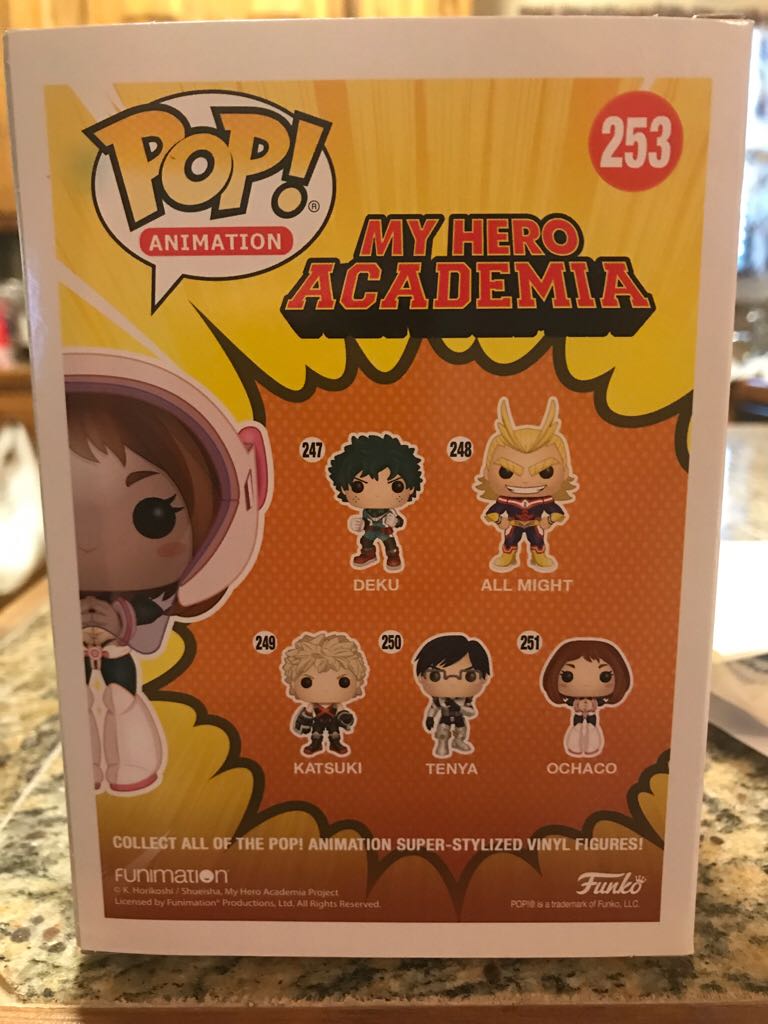 POP!®
ANIMATION
253
MY HERO
ACADEMIA
247
DEKU
248
ALL MIGHT
249
KATSUKI
250
TENYA
251
OCHACO
COLLECT ALL OF THE POP! ANIMATION SUPER-STYLIZED VINYL FIGURES!
FUNIMATION
© K. Horikoshi / Shueisha, My Hero Academia Project
Licensed by Funimation® Productions, Ltd. All Rights Reserved.
Funko
POP!® is a trademark of Funko, LLC.